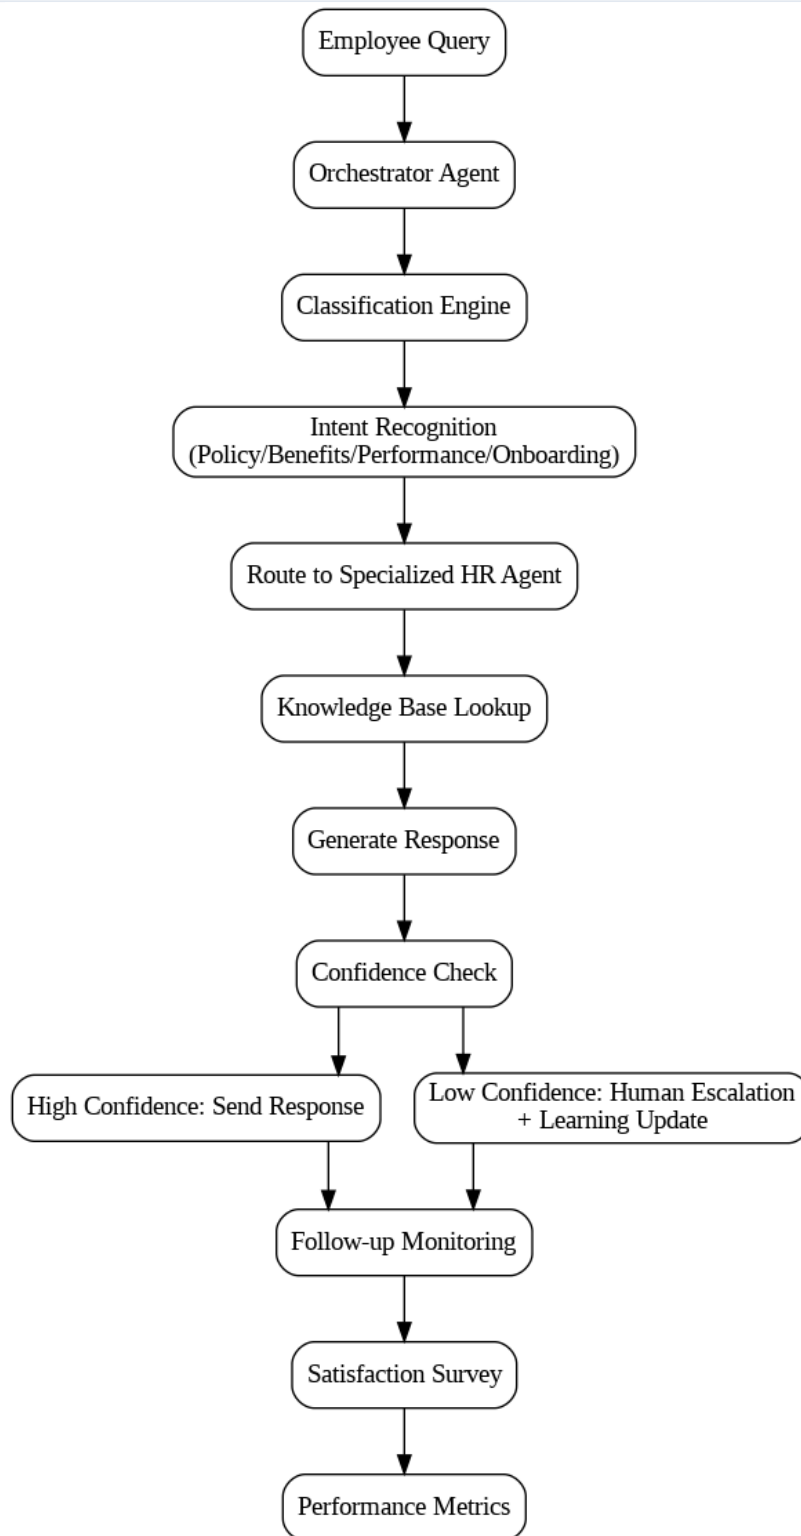 Employee Query
Orchestrator Agent
Classification Engine
Intent Recognition
(Policy/Benefits/Performance/Onboarding)
Route to Specialized HR Agent
Knowledge Base Lookup
Generate Response
Confidence Check
High Confidence: Send Response
Low Confidence: Human Escalation
+ Learning Update
Follow-up Monitoring
Satisfaction Survey
Performance Metrics